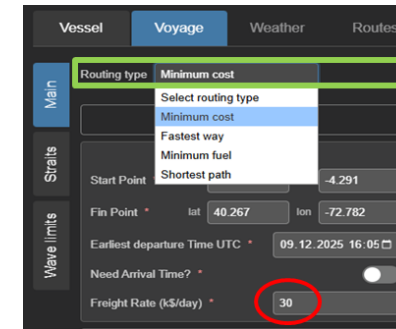 Vessel Voyage Weather Routes
Main
Straits
Wave limits
Routing type Minimum cost
Select routing type
Minimum cost
Fastest way
Minimum fuel
Shortest path
Start Point -4.291
Fin Point * lat 40.267 lon -72.782
Earliest departure Time UTC * 09.12.2025 16:05
Need Arrival Time? *
Freight Rate (k$/day) * 30